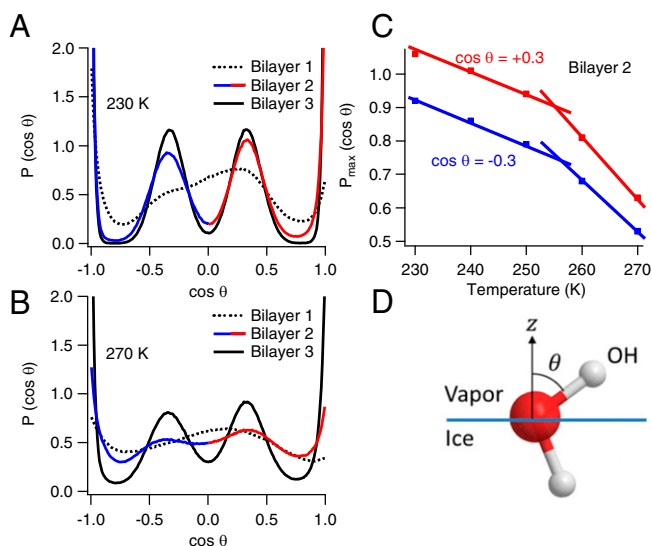 A
2.0
1.5
1.0
0.5
0.0
P (cos θ)
230 K
Bilayer 1
Bilayer 2
Bilayer 3
-1.0 -0.5 0.0 0.5 1.0
cos θ
B
2.0
1.5
1.0
0.5
0.0
P (cos θ)
270 K
Bilayer 1
Bilayer 2
Bilayer 3
-1.0 -0.5 0.0 0.5 1.0
cos θ
C
1.0
0.9
0.8
0.7
0.6
0.5
Pmax (cos θ)
cos θ = +0.3
Bilayer 2
cos θ = -0.3
230 240 250 260 270
Temperature (K)
D
z
θ
OH
Vapor
Ice